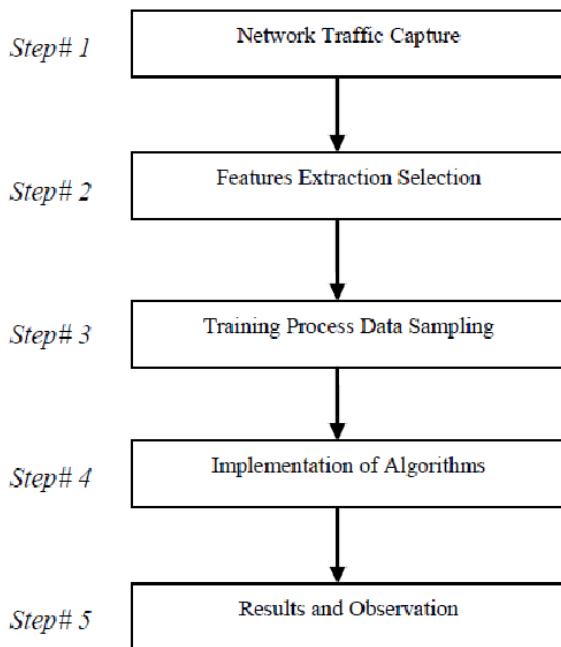 Step# 1
Network Traffic Capture
Step# 2
Features Extraction Selection
Step# 3
Training Process Data Sampling
Step# 4
Implementation of Algorithms
Step# 5
Results and Observation